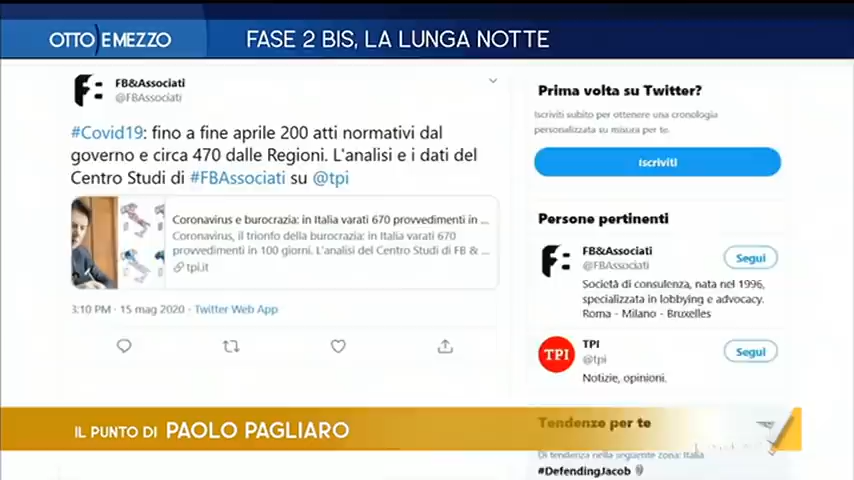 OTTO E MEZZO
FASE 2 BIS, LA LUNGA NOTTE
FB&Associati
@FBAssociati
#Covid19: fino a fine aprile 200 atti normativi dal
governo e circa 470 dalle Regioni. L'analisi e i dati del
Centro Studi di #FBAssociati su @tpi
Coronavirus e burocrazia: in Italia varati 670 provvedimenti in ...
Coronavirus, il trionfo della burocrazia: in Italia varati 670
provvedimenti in 100 giorni. L'analisi del Centro Studi di FB & ...
tpi.it
3:10 PM · 15 mag 2020 · Twitter Web App
Prima volta su Twitter?
Iscriviti subito per ottenere una cronologia
personalizzata su misura per te.
Iscriviti
Persone pertinenti
FB&Associati
@FBAssociati
Segui
Società di consulenza, nata nel 1996,
specializzata in lobbying e advocacy.
Roma - Milano - Bruxelles
TPI
TPI
@tpi
Segui
Notizie, opinioni.
Tendenze per te
Di tendenza nella seguente zona: Italia
#DefendingJacob
IL PUNTO DI PAOLO PAGLIARO